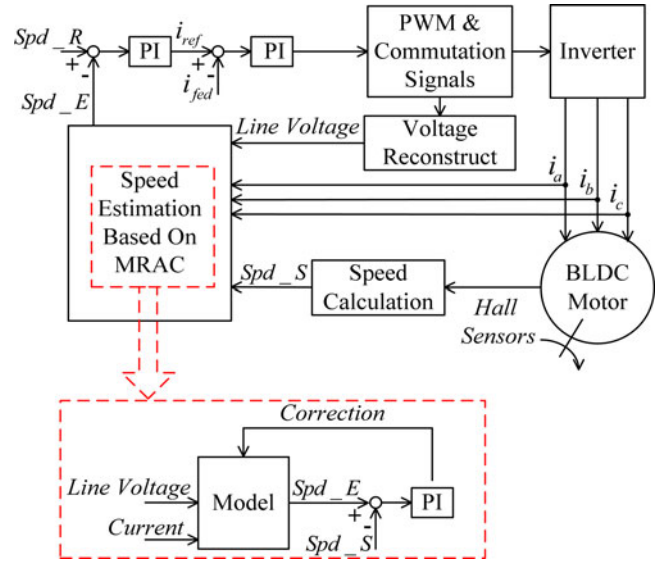 Spd_R
+
-
PI
i_ref
+
-
i_fed
PI
PWM &
Commutation
Signals
Inverter
Spd_E
Line Voltage
Voltage
Reconstruct
i_a
i_b
i_c
Speed
Estimation
Based On
MRAC
Spd_S
Speed
Calculation
BLDC
Motor
Hall
Sensors
Correction
Line Voltage
Current
Model
Spd_E
+
-
Spd_S
PI